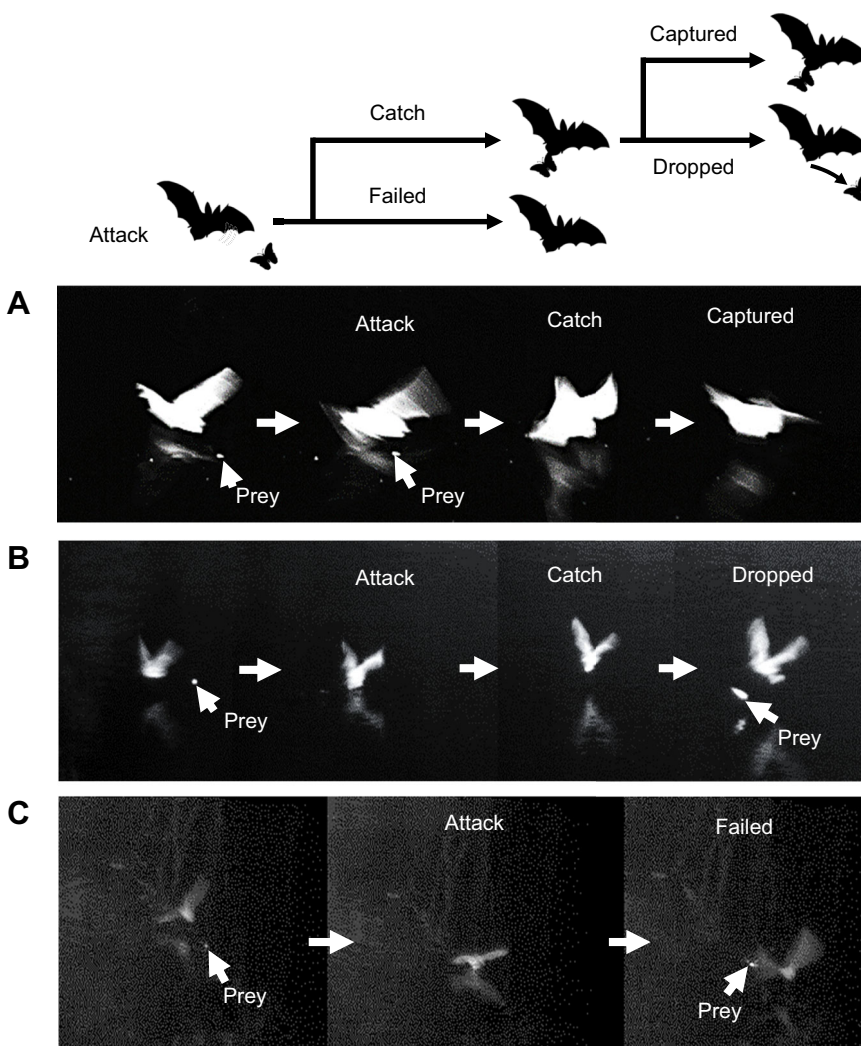 Captured
Catch
Dropped
Failed
Attack
A
Attack Catch Captured
Prey Prey
B
Attack Catch Dropped
Prey Prey
C
Attack Failed
Prey Prey